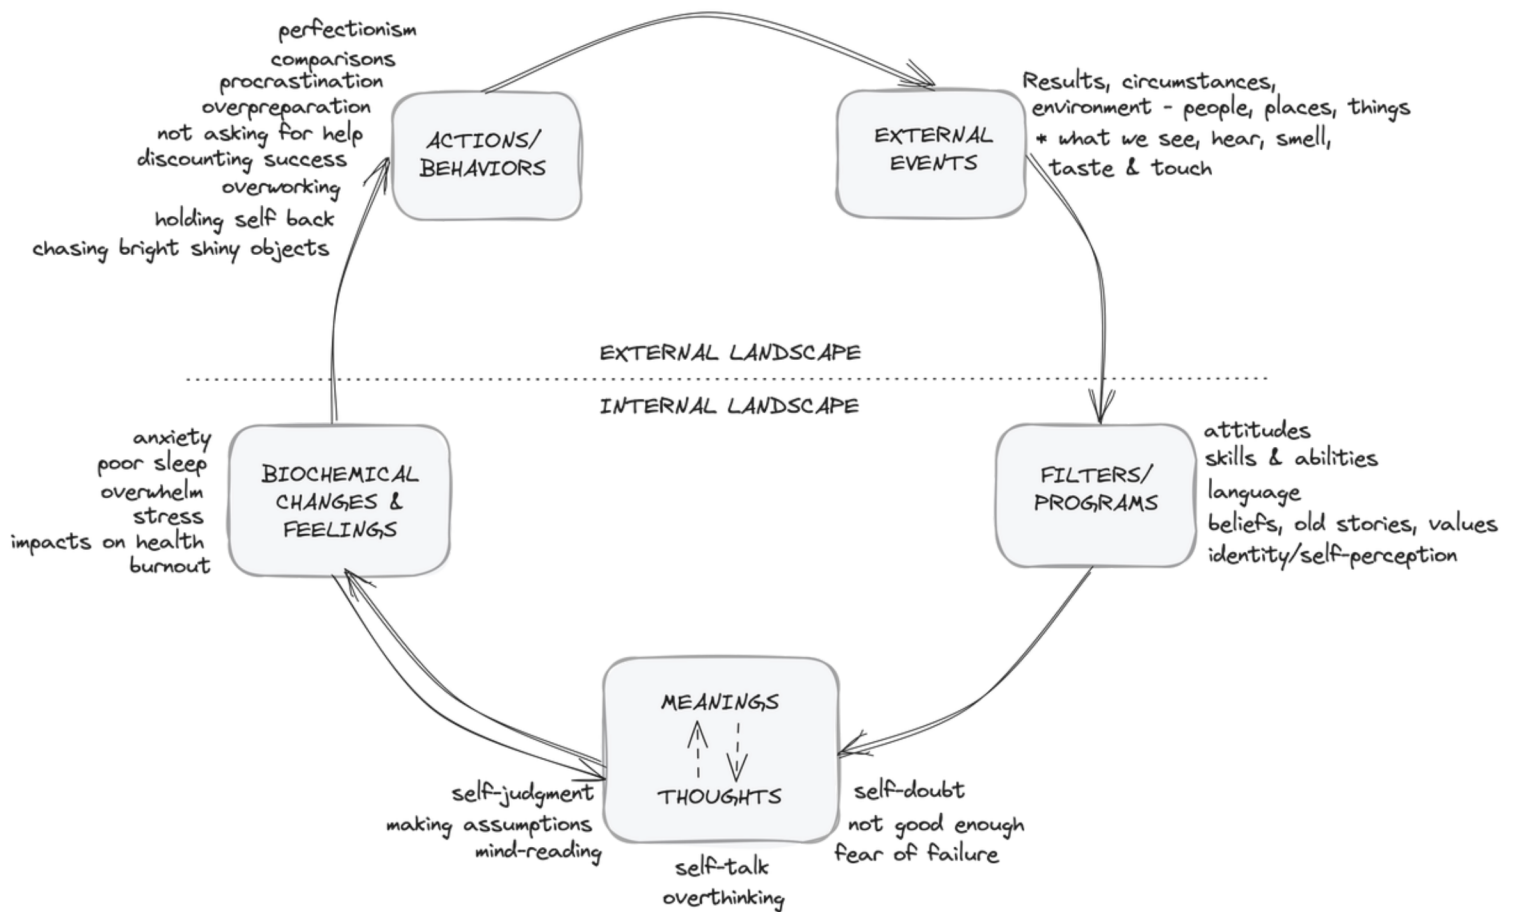 perfectionism
comparisons
procrastination
overpreparation
not asking for help
discounting success
overworking
holding self back
chasing bright shiny objects
ACTIONS/
BEHAVIORS
EXTERNAL
EVENTS
Results, circumstances,
environment - people, places, things
* what we see, hear, smell,
taste & touch
EXTERNAL LANDSCAPE
INTERNAL LANDSCAPE
anxiety
poor sleep
overwhelm
stress
impacts on health
burnout
BIOCHEMICAL
CHANGES &
FEELINGS
FILTERS/
PROGRAMS
attitudes
skills & abilities
language
beliefs, old stories, values
identity/self-perception
MEANINGS
THOUGHTS
self-judgment
making assumptions
mind-reading
self-talk
overthinking
self-doubt
not good enough
fear of failure